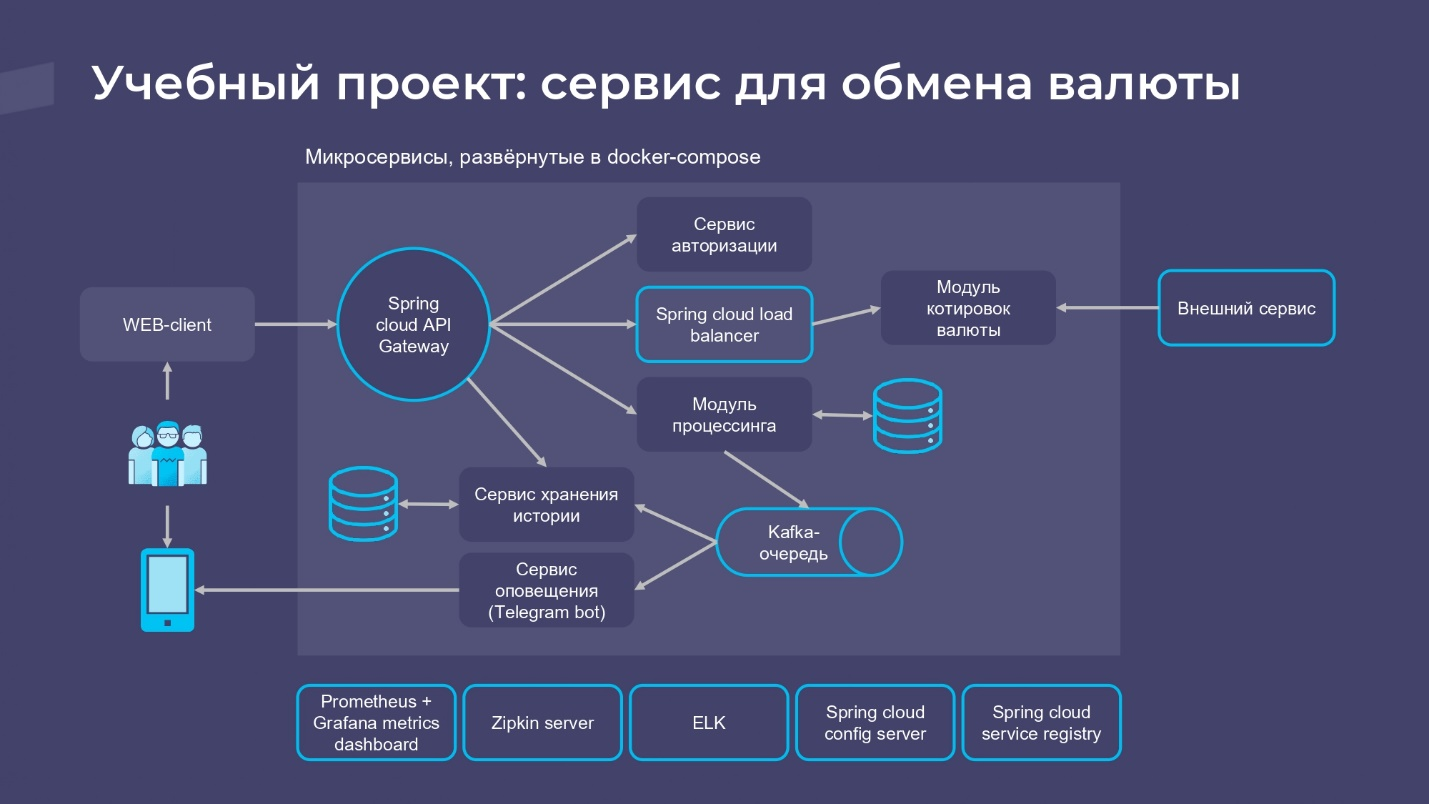 Учебный проект: сервис для обмена валюты
Микросервисы, развёрнутые в docker-compose
Сервис
авторизации
WEB-client
Spring
cloud API
Gateway
Spring cloud load
balancer
Модуль
котировок
валюты
Внешний сервис
Модуль
процессинга
Сервис хранения
истории
Kafka-
очередь
Сервис
оповещения
(Telegram bot)
Prometheus +
Grafana metrics
dashboard
Zipkin server
ELK
Spring cloud
config server
Spring cloud
service registry